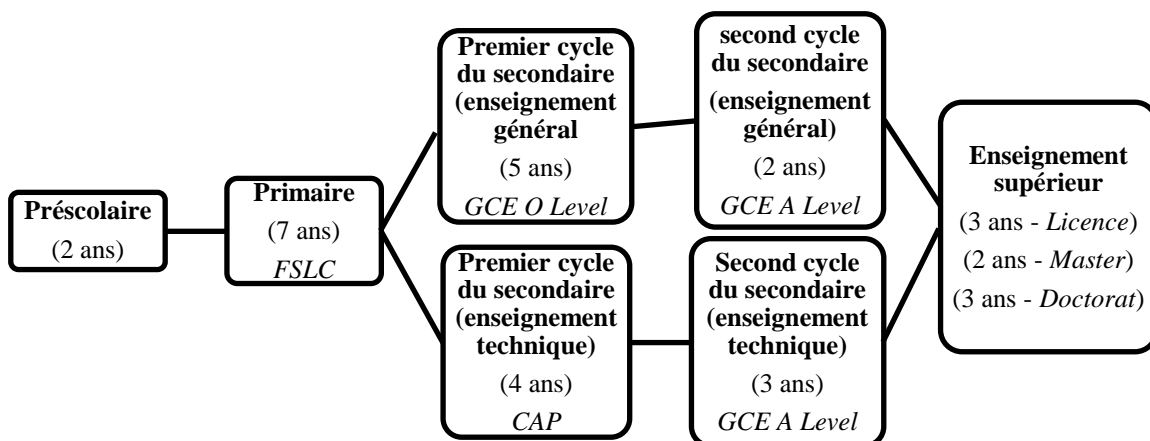 Préscolaire
(2 ans)
Primaire
(7 ans)
FSLC
Premier cycle
du secondaire
(enseignement
général
(5 ans)
GCE O Level
second cycle
du secondaire
(enseignement
général)
(2 ans)
GCE A Level
Premier cycle
du secondaire
(enseignement
technique)
(4 ans)
CAP
Second cycle
du secondaire
(enseignement
technique)
(3 ans)
GCE A Level
Enseignement
supérieur
(3 ans - Licence)
(2 ans - Master)
(3 ans - Doctorat)